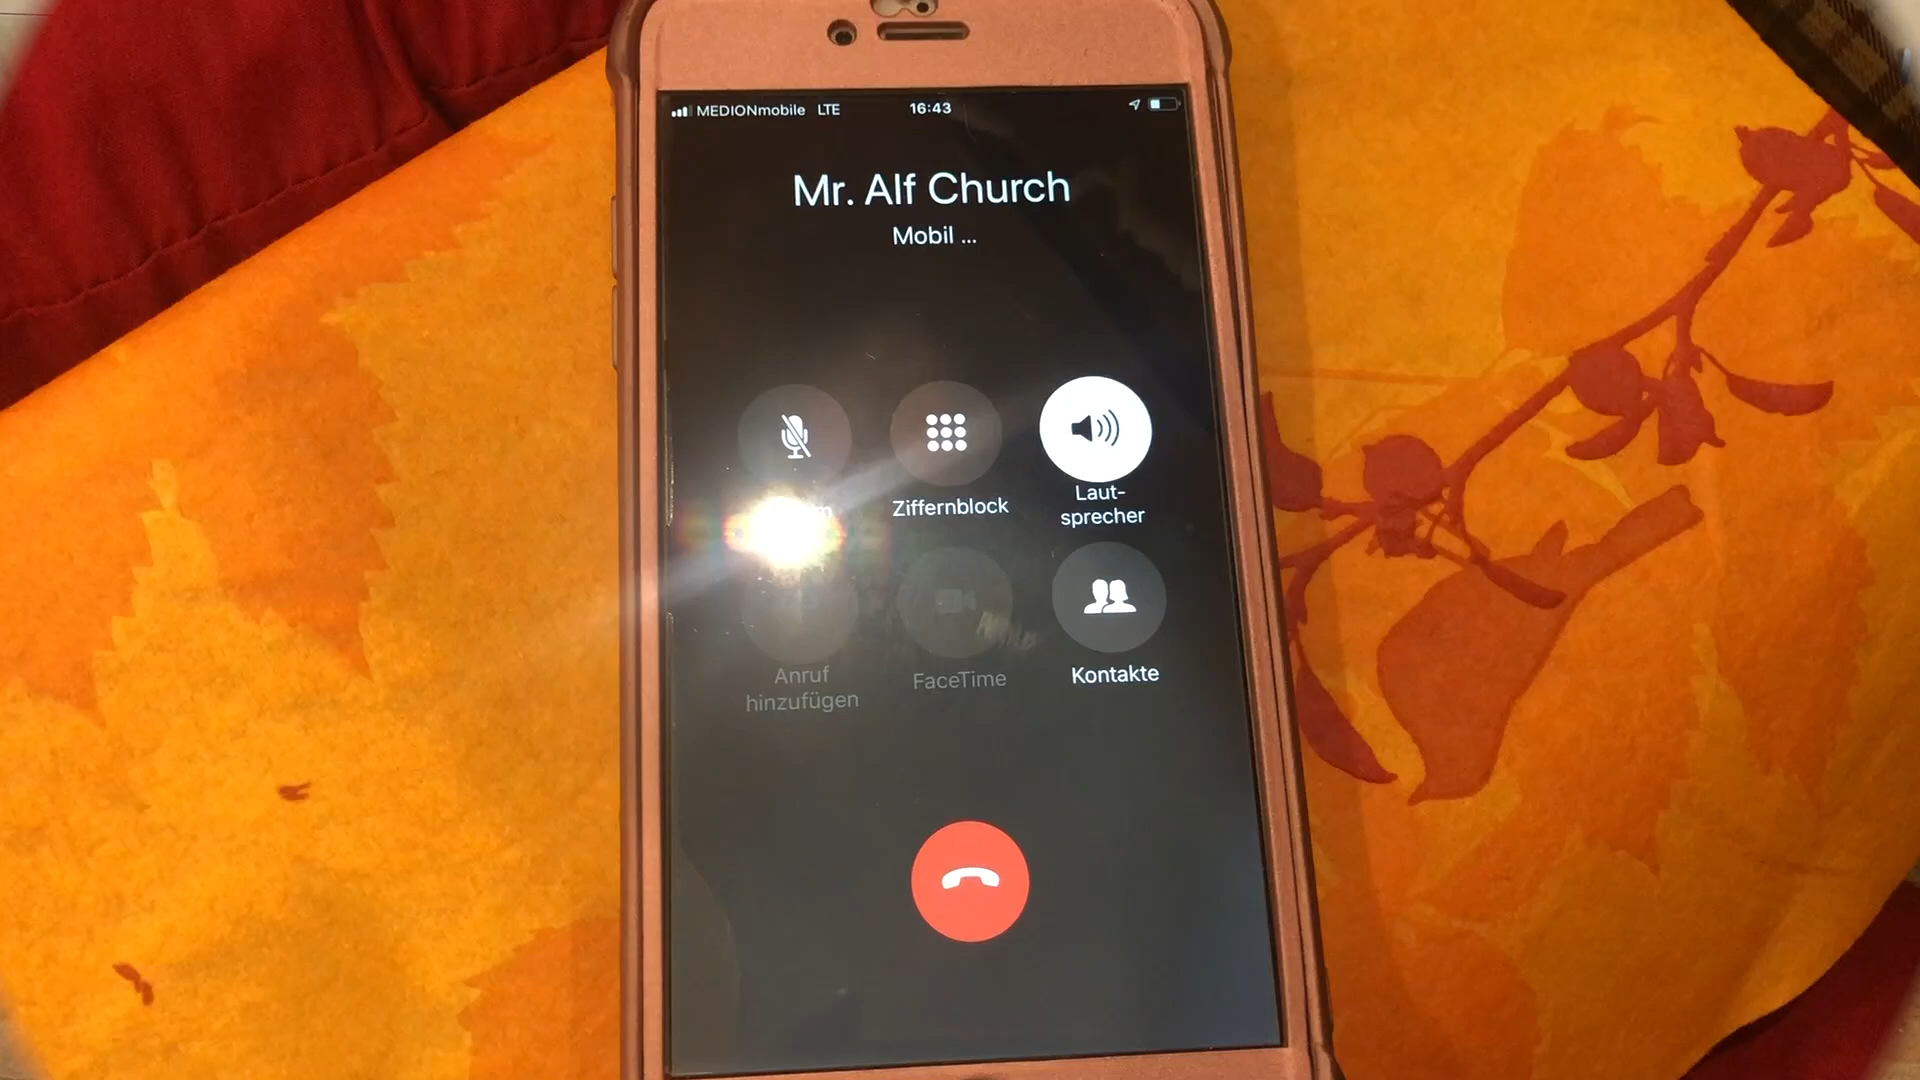 MEDIONmobile LTE 16:43
Mr. Alf Church
Mobil ...
Ziffernblock
Laut-
sprecher
Anruf
hinzufügen
FaceTime
Kontakte